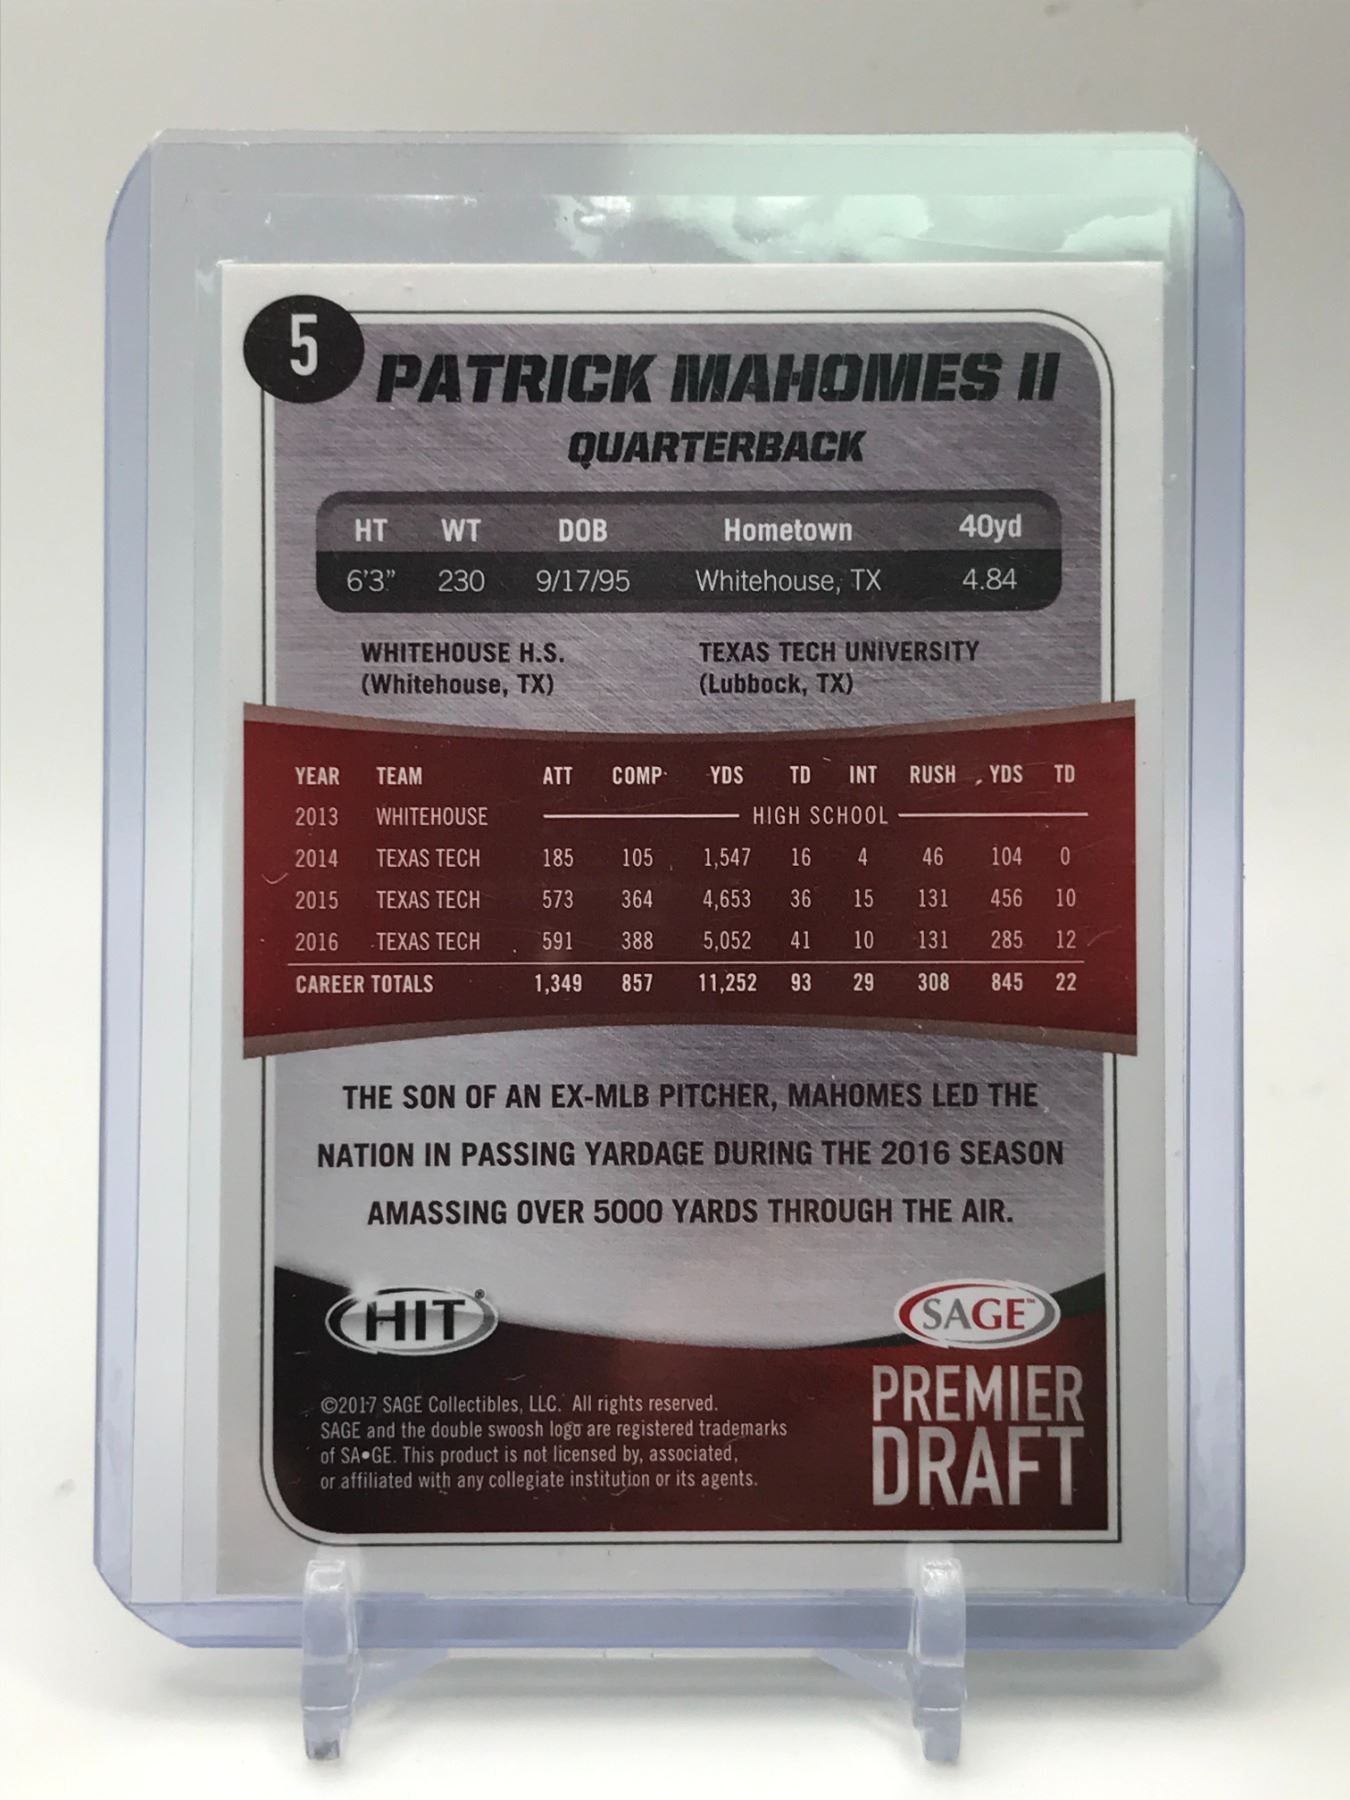 5
PATRICK MAHOMES II
QUARTERBACK
HT WT DOB Hometown 40yd
6'3" 230 9/17/95 Whitehouse, TX 4.84
WHITEHOUSE H.S. TEXAS TECH UNIVERSITY
(Whitehouse, TX) (Lubbock, TX)
YEAR TEAM ATT COMP YDS TD INT RUSH YDS TD
2013 WHITEHOUSE HIGH SCHOOL
2014 TEXAS TECH 185 105 1,547 16 4 46 104 0
2015 TEXAS TECH 573 364 4,653 36 15 131 456 10
2016 TEXAS TECH 591 388 5,052 41 10 131 285 12
CAREER TOTALS 1,349 857 11,252 93 29 308 845 22
THE SON OF AN EX-MLB PITCHER, MAHOMES LED THE
NATION IN PASSING YARDAGE DURING THE 2016 SEASON
AMASSING OVER 5000 YARDS THROUGH THE AIR.
HIT®
SAGE™
PREMIER
DRAFT
©2017 SAGE Collectibles, LLC. All rights reserved.
SAGE and the double swoosh logo are registered trademarks
of SA•GE. This product is not licensed by, associated,
or affiliated with any collegiate institution or its agents.